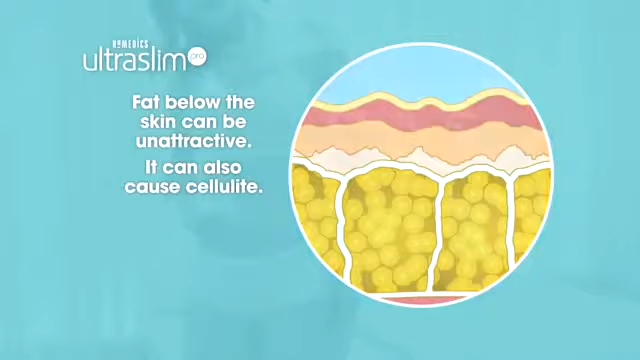 HOMEDICS
ultraslim pro
Fat below the
skin can be
unattractive.
It can also
cause cellulite.